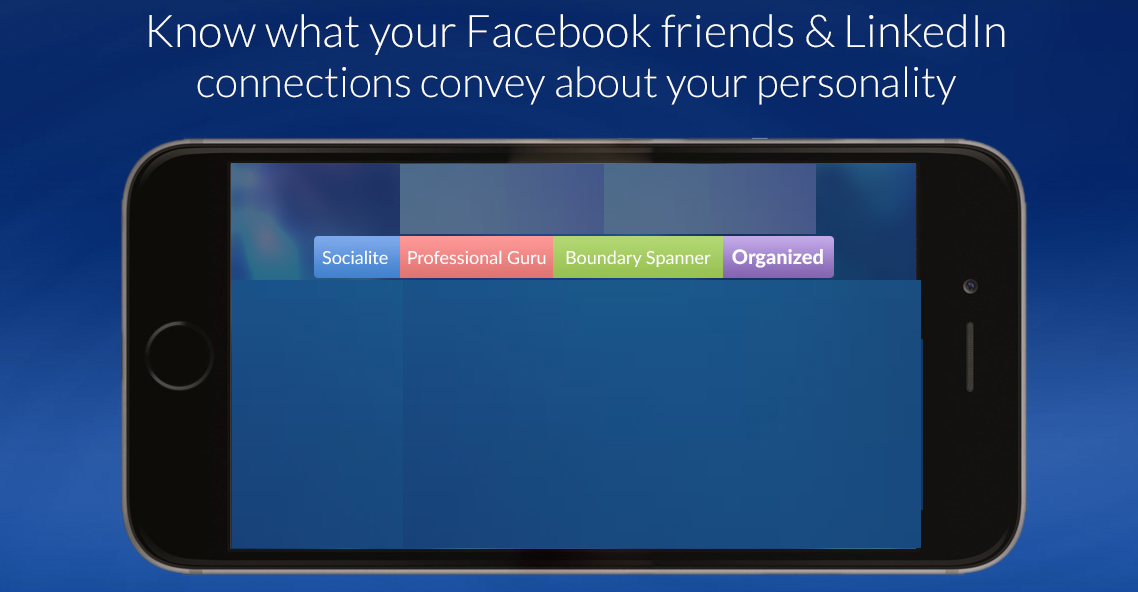 Know what your Facebook friends & LinkedIn
connections convey about your personality
Socialite Professional Guru Boundary Spanner Organized